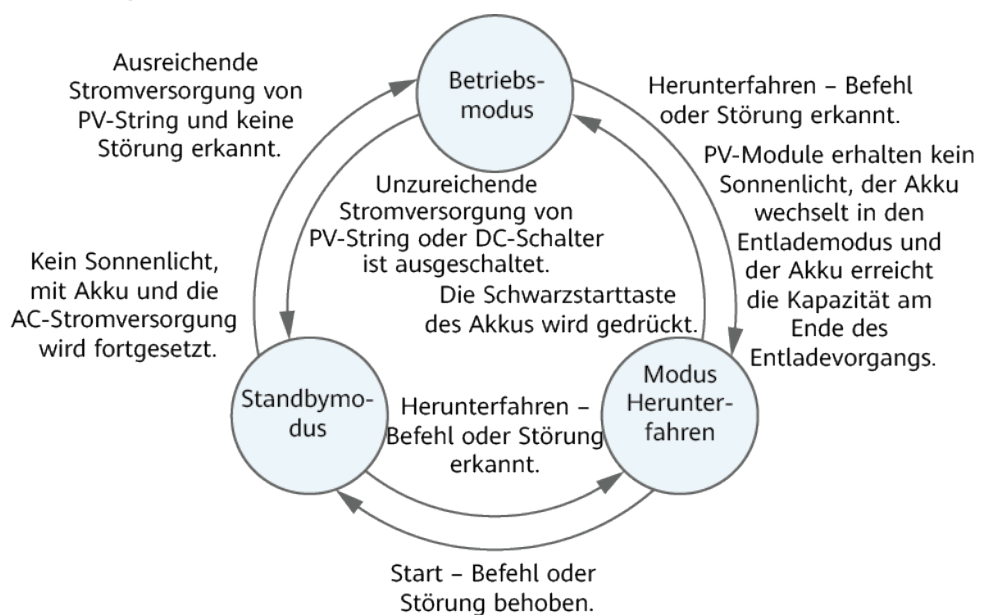 Betriebs-
modus
Ausreichende
Stromversorgung von
PV-String und keine
Störung erkannt.
Herunterfahren – Befehl
oder Störung erkannt.
PV-Module erhalten kein
Sonnenlicht, der Akku
wechselt in den
Entlademodus und
der Akku erreicht
die Kapazität am
Ende des
Entladevorgangs.
Unzureichende
Stromversorgung von
PV-String oder DC-Schalter
ist ausgeschaltet.
Kein Sonnenlicht,
mit Akku und die
AC-Stromversorgung
wird fortgesetzt.
Die Schwarzstarttaste
des Akkus wird gedrückt.
Standbymo-
dus
Herunterfahren –
Befehl oder Störung
erkannt.
Modus
Herunter-
fahren
Start – Befehl oder
Störung behoben.